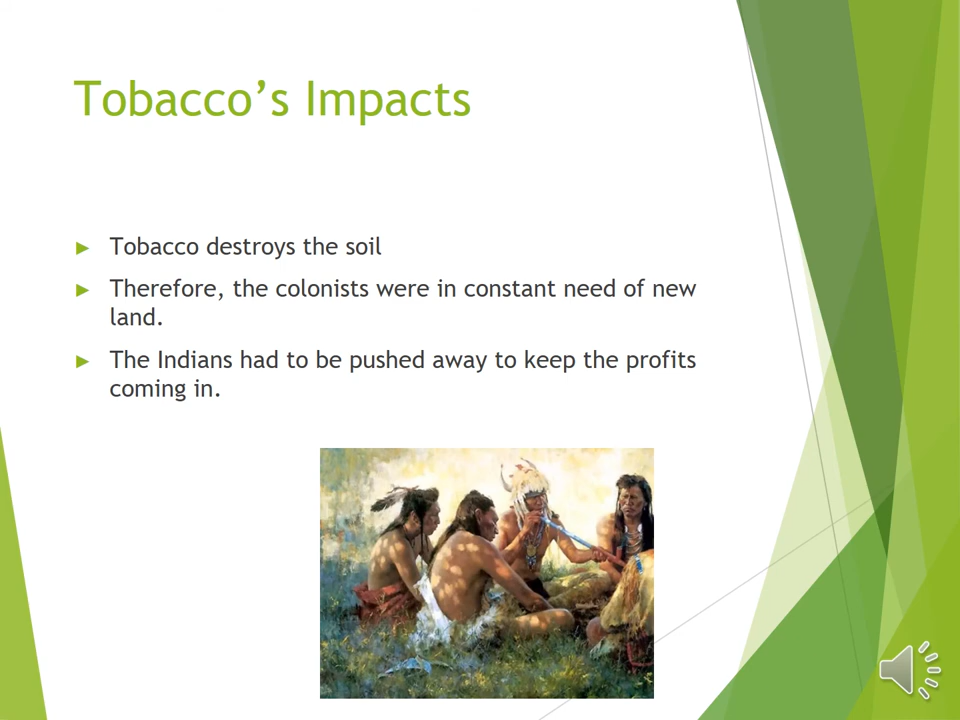 Tobacco’s Impacts
► Tobacco destroys the soil
► Therefore, the colonists were in constant need of new
land.
► The Indians had to be pushed away to keep the profits
coming in.